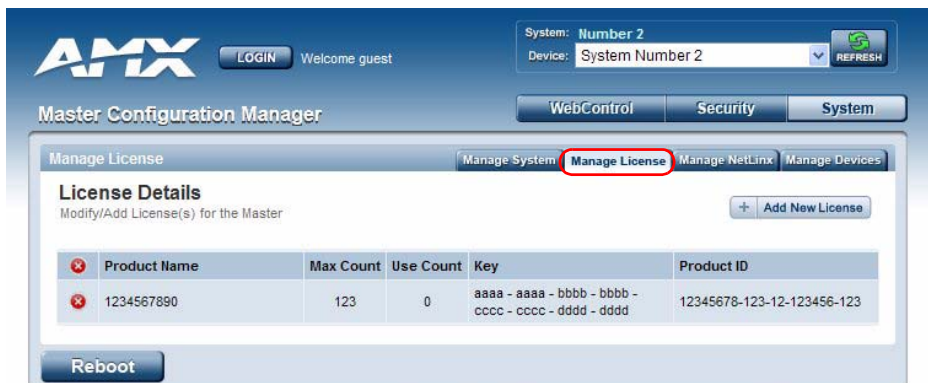 AMX
LOGIN Welcome guest
System: Number 2
Device: System Number 2
REFRESH
Master Configuration Manager
WebControl Security System
Manage License
Manage System Manage License Manage NetLinx Manage Devices
License Details
Modify/Add License(s) for the Master
+ Add New License
Product Name Max Count Use Count Key Product ID
1234567890 123 0 aaaa - aaaa - bbbb - bbbb - 12345678-123-12-123456-123
cccc - cccc - dddd - dddd
Reboot